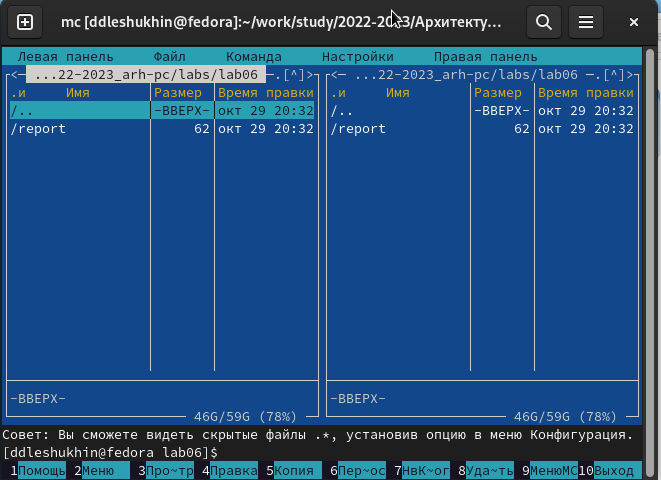 mc [ddleshukhin@fedora]:~/work/study/2022-2023/Архитекту...
Левая панель Файл Команда Настройки Правая панель
<— ...22-2023_arh-pc/labs/lab06 —.[^]> <— ...22-2023_arh-pc/labs/lab06 —.[^]>
.и Имя Размер Время правки .и Имя Размер Время правки
/.. -ВВЕРХ- окт 29 20:32 /.. -ВВЕРХ- окт 29 20:32
/report 62 окт 29 20:32 /report 62 окт 29 20:32
-ВВЕРХ- -ВВЕРХ-
46G/59G (78%) 46G/59G (78%)
Совет: Вы сможете видеть скрытые файлы .*, установив опцию в меню Конфигурация.
[ddleshukhin@fedora lab06]$
1Помощь 2Меню 3Про~тр 4Правка 5Копия 6Пер~ос 7НвК~ог 8Уда~ть 9МенюMC 10Выход